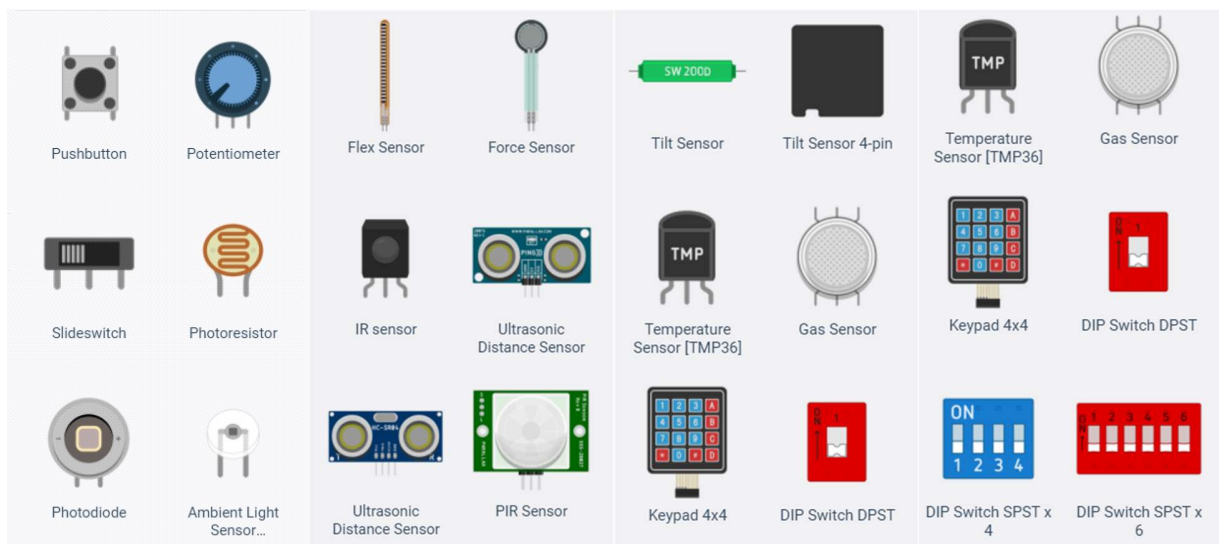 SW 200D
TMP
Pushbutton
Potentiometer
Flex Sensor
Force Sensor
Tilt Sensor
Tilt Sensor 4-pin
Temperature
Sensor [TMP36]
Gas Sensor
PING)))
TMP
1 2 3 A
4 5 6 B
7 8 9 C
* 0 # D
ON
1
Slideswitch
Photoresistor
IR sensor
Ultrasonic
Distance Sensor
Temperature
Sensor [TMP36]
Gas Sensor
Keypad 4x4
DIP Switch DPST
HC-SR04
1 2 3 A
4 5 6 B
7 8 9 C
* 0 # D
ON
1
ON
1 2 3 4
ON
1 2 3 4 5 6
Photodiode
Ambient Light
Sensor...
Ultrasonic
Distance Sensor
PIR Sensor
Keypad 4x4
DIP Switch DPST
DIP Switch SPST x
4
DIP Switch SPST x
6